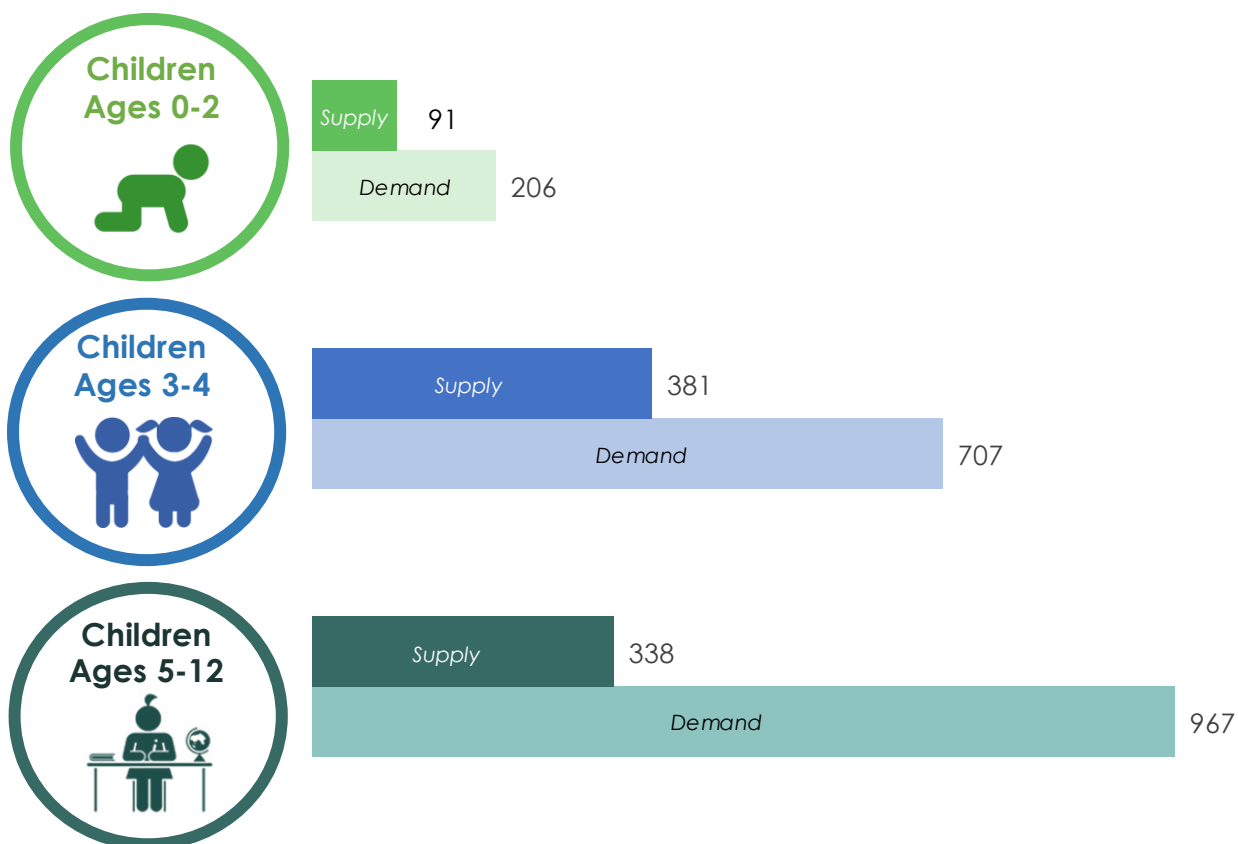 Children
Ages 0-2
Supply 91
Demand 206
Children
Ages 3-4
Supply 381
Demand 707
Children
Ages 5-12
Supply 338
Demand 967